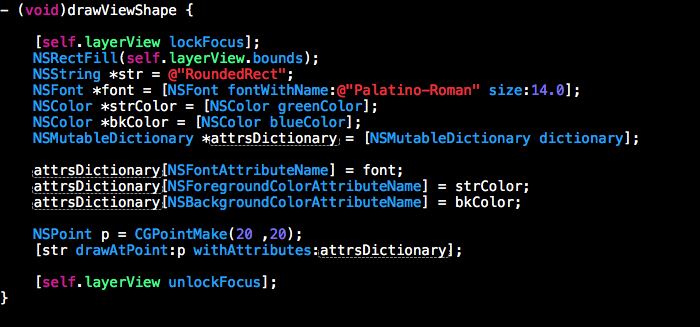 - (void)drawViewShape {
[self.layerView lockFocus];
NSRectFill(self.layerView.bounds);
NSString *str = @"RoundedRect";
NSFont *font = [NSFont fontWithName:@"Palatino-Roman" size:14.0];
NSColor *strColor = [NSColor greenColor];
NSColor *bkColor = [NSColor blueColor];
NSMutableDictionary *attrsDictionary = [NSMutableDictionary dictionary];
attrsDictionary[NSFontAttributeName] = font;
attrsDictionary[NSForegroundColorAttributeName] = strColor;
attrsDictionary[NSBackgroundColorAttributeName] = bkColor;
NSPoint p = CGPointMake(20 ,20);
[str drawAtPoint:p withAttributes:attrsDictionary];
[self.layerView unlockFocus];
}